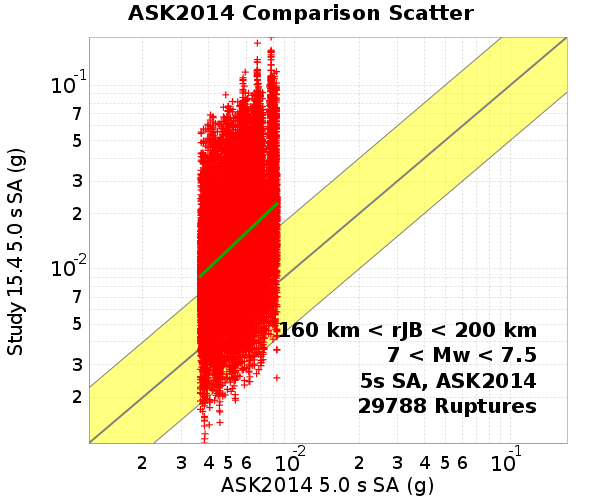 ASK2014 Comparison Scatter
Study 15.4 5.0 s SA (g)
10⁻¹
7
5
3
2
10⁻²
7
5
3
2
160 km < rJB < 200 km
7 < Mw < 7.5
5s SA, ASK2014
29788 Ruptures
2 3 4 5 6 10⁻² 2 3 4 5 6 10⁻¹
ASK2014 5.0 s SA (g)